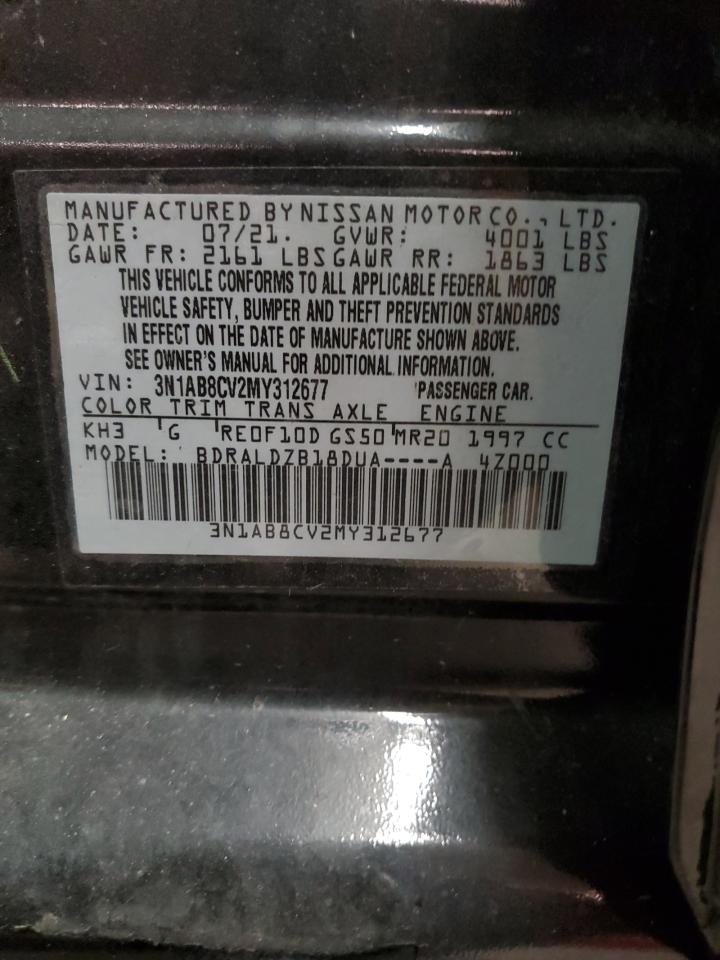 MANUFACTURED BY NISSAN MOTOR CO., LTD.
DATE: 07/21. GVWR: 4001 LBS
GAWR FR: 2161 LBS GAWR RR: 1863 LBS
THIS VEHICLE CONFORMS TO ALL APPLICABLE FEDERAL MOTOR
VEHICLE SAFETY, BUMPER AND THEFT PREVENTION STANDARDS
IN EFFECT ON THE DATE OF MANUFACTURE SHOWN ABOVE.
SEE OWNER'S MANUAL FOR ADDITIONAL INFORMATION.
VIN: 3N1AB8CV2MY312677 PASSENGER CAR.
COLOR TRIM TRANS AXLE ENGINE
KH3 G RE0F10D GS50 MR20 1997 CC
MODEL: BDRALDZB18DUA----A 4Z000
3N1AB8CV2MY312677